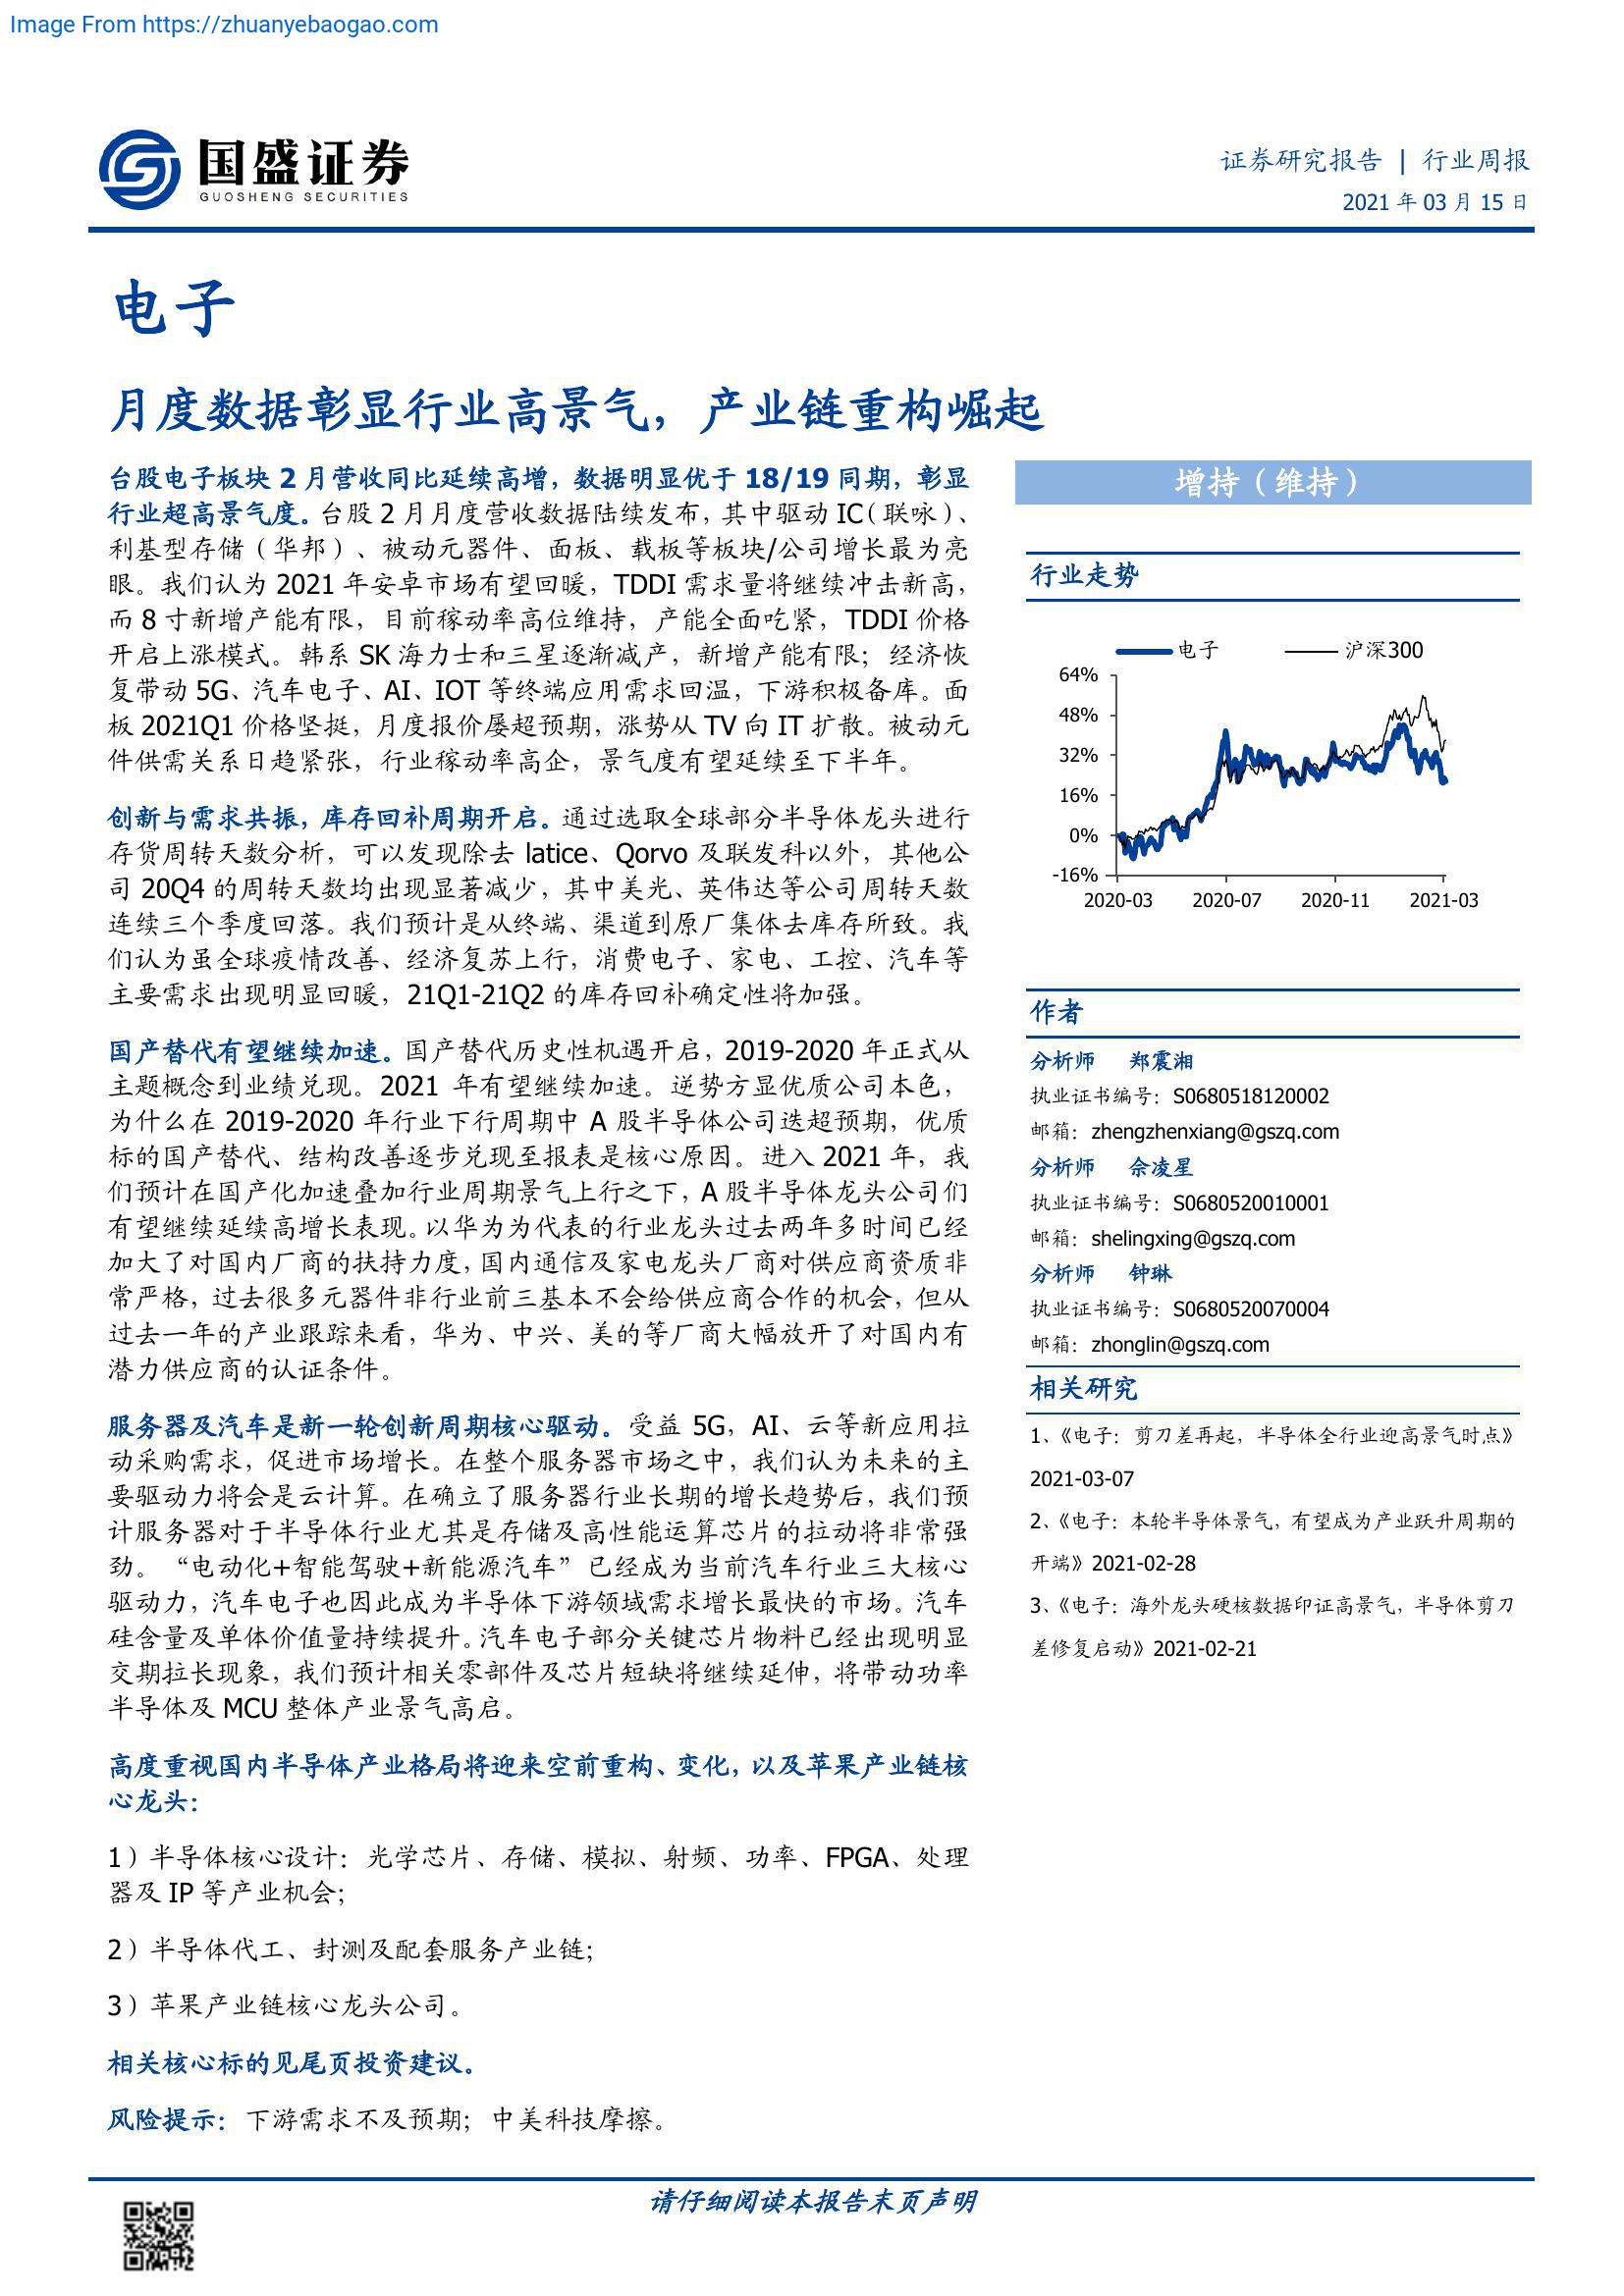 Image From https://zhuanyebaogao.com
国盛证券
GUOSHENG SECURITIES
证券研究报告 | 行业周报
2021 年 03 月 15 日
电子
月度数据彰显行业高景气，产业链重构崛起
台股电子板块 2 月营收同比延续高增，数据明显优于 18/19 同期，彰显
行业超高景气度。台股 2 月月度营收数据陆续发布，其中驱动 IC（联咏）、
利基型存储（华邦）、被动元器件、面板、载板等板块/公司增长最为亮
眼。我们认为 2021 年安卓市场有望回暖，TDDI 需求量将继续冲击新高，
而 8 寸新增产能有限，目前稼动率高位维持，产能全面吃紧，TDDI 价格
开启上涨模式。韩系 SK 海力士和三星逐渐减产，新增产能有限；经济恢
复带动 5G、汽车电子、AI、IOT 等终端应用需求回温，下游积极备库。面
板 2021Q1 价格坚挺，月度报价屡超预期，涨势从 TV 向 IT 扩散。被动元
件供需关系日趋紧张，行业稼动率高企，景气度有望延续至下半年。
创新与需求共振，库存回补周期开启。通过选取全球部分半导体龙头进行
存货周转天数分析，可以发现除去 latice、Qorvo 及联发科以外，其他公
司 20Q4 的周转天数均出现显著减少，其中美光、英伟达等公司周转天数
连续三个季度回落。我们预计是从终端、渠道到原厂集体去库存所致。我
们认为虽全球疫情改善、经济复苏上行，消费电子、家电、工控、汽车等
主要需求出现明显回暖，21Q1-21Q2 的库存回补确定性将加强。
国产替代有望继续加速。国产替代历史性机遇开启，2019-2020 年正式从
主题概念到业绩兑现。2021 年有望继续加速。逆势方显优质公司本色，
为什么在 2019-2020 年行业下行周期中 A 股半导体公司迭超预期，优质
标的国产替代、结构改善逐步兑现至报表是核心原因。进入 2021 年，我
们预计在国产化加速叠加行业周期景气上行之下，A 股半导体龙头公司们
有望继续延续高增长表现。以华为为代表的行业龙头过去两年多时间已经
加大了对国内厂商的扶持力度，国内通信及家电龙头厂商对供应商资质非
常严格，过去很多元器件非行业前三基本不会给供应商合作的机会，但从
过去一年的产业跟踪来看，华为、中兴、美的等厂商大幅放开了对国内有
潜力供应商的认证条件。
服务器及汽车是新一轮创新周期核心驱动。受益 5G，AI、云等新应用拉
动采购需求，促进市场增长。在整个服务器市场之中，我们认为未来的主
要驱动力将会是云计算。在确立了服务器行业长期的增长趋势后，我们预
计服务器对于半导体行业尤其是存储及高性能运算芯片的拉动将非常强
劲。“电动化+智能驾驶+新能源汽车”已经成为当前汽车行业三大核心
驱动力，汽车电子也因此成为半导体下游领域需求增长最快的市场。汽车
硅含量及单体价值量持续提升。汽车电子部分关键芯片物料已经出现明显
交期拉长现象，我们预计相关零部件及芯片短缺将继续延伸，将带动功率
半导体及 MCU 整体产业景气高启。
高度重视国内半导体产业格局将迎来空前重构、变化，以及苹果产业链核
心龙头：
1）半导体核心设计：光学芯片、存储、模拟、射频、功率、FPGA、处理
器及 IP 等产业机会；
2）半导体代工、封测及配套服务产业链；
3）苹果产业链核心龙头公司。
相关核心标的见尾页投资建议。
风险提示：下游需求不及预期；中美科技摩擦。
增持（维持）
行业走势
电子 沪深300
64%
48%
32%
16%
0%
-16%
2020-03 2020-07 2020-11 2021-03
作者
分析师 郑震湘
执业证书编号：S0680518120002
邮箱：zhengzhenxiang@gszq.com
分析师 佘凌星
执业证书编号：S0680520010001
邮箱：shelingxing@gszq.com
分析师 钟琳
执业证书编号：S0680520070004
邮箱：zhonglin@gszq.com
相关研究
1、《电子：剪刀差再起，半导体全行业迎高景气时点》
2021-03-07
2、《电子：本轮半导体景气，有望成为产业跃升周期的
开端》2021-02-28
3、《电子：海外龙头硬核数据印证高景气，半导体剪刀
差修复启动》2021-02-21
请仔细阅读本报告末页声明